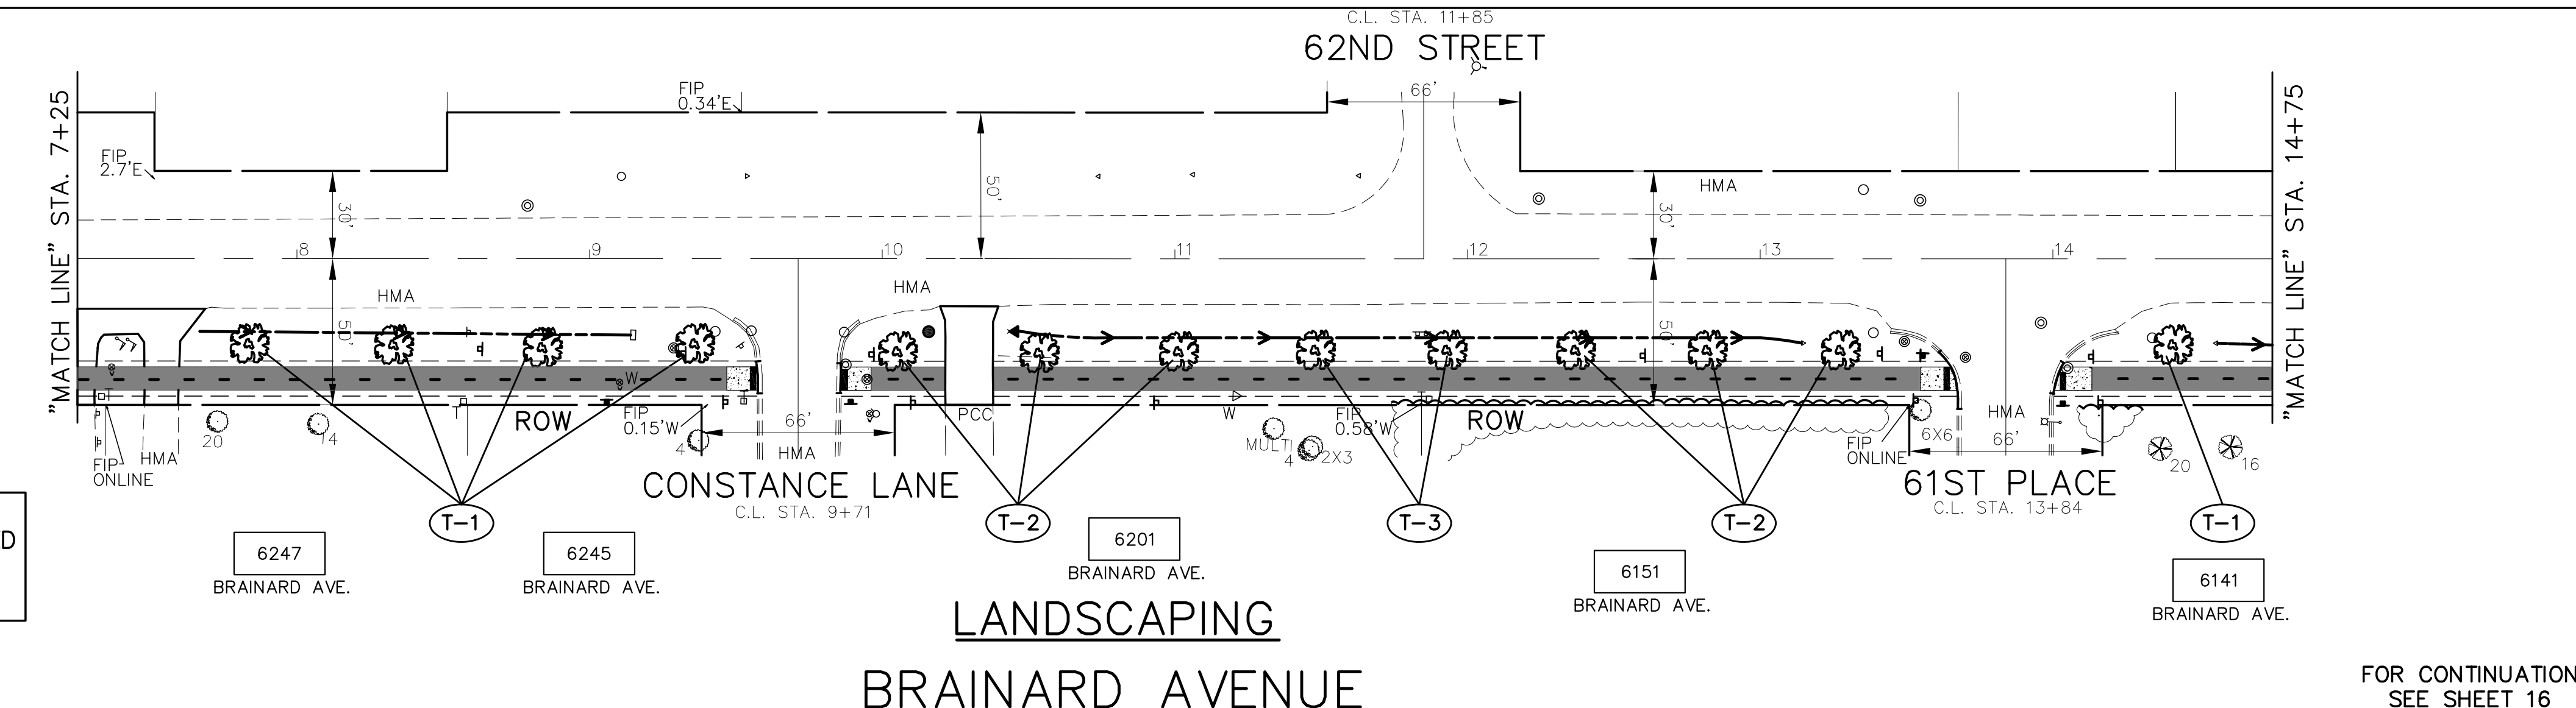 C.L. STA. 11+85
62ND STREET
"MATCH LINE" STA. 7+25
FIP
2.7'E
FIP
0.34'E
66'
"MATCH LINE" STA. 14+75
30'
50'
HMA
30'
8
9
10
11
12
13
14
HMA
HMA
50'
50'
W
T
T
T
T
ROW
FIP
0.15'W
66'
PCC
W
FIP
0.58'W
ROW
HMA
66'
20
14
4
MULTI
4
2X3
6X6
20
16
FIP
ONLINE
HMA
HMA
FIP
ONLINE
CONSTANCE LANE
C.L. STA. 9+71
61ST PLACE
C.L. STA. 13+84
T-1
T-2
T-3
T-2
T-1
D
6247
BRAINARD AVE.
6245
BRAINARD AVE.
6201
BRAINARD AVE.
6151
BRAINARD AVE.
6141
BRAINARD AVE.
LANDSCAPING
BRAINARD AVENUE
FOR CONTINUATION
SEE SHEET 16